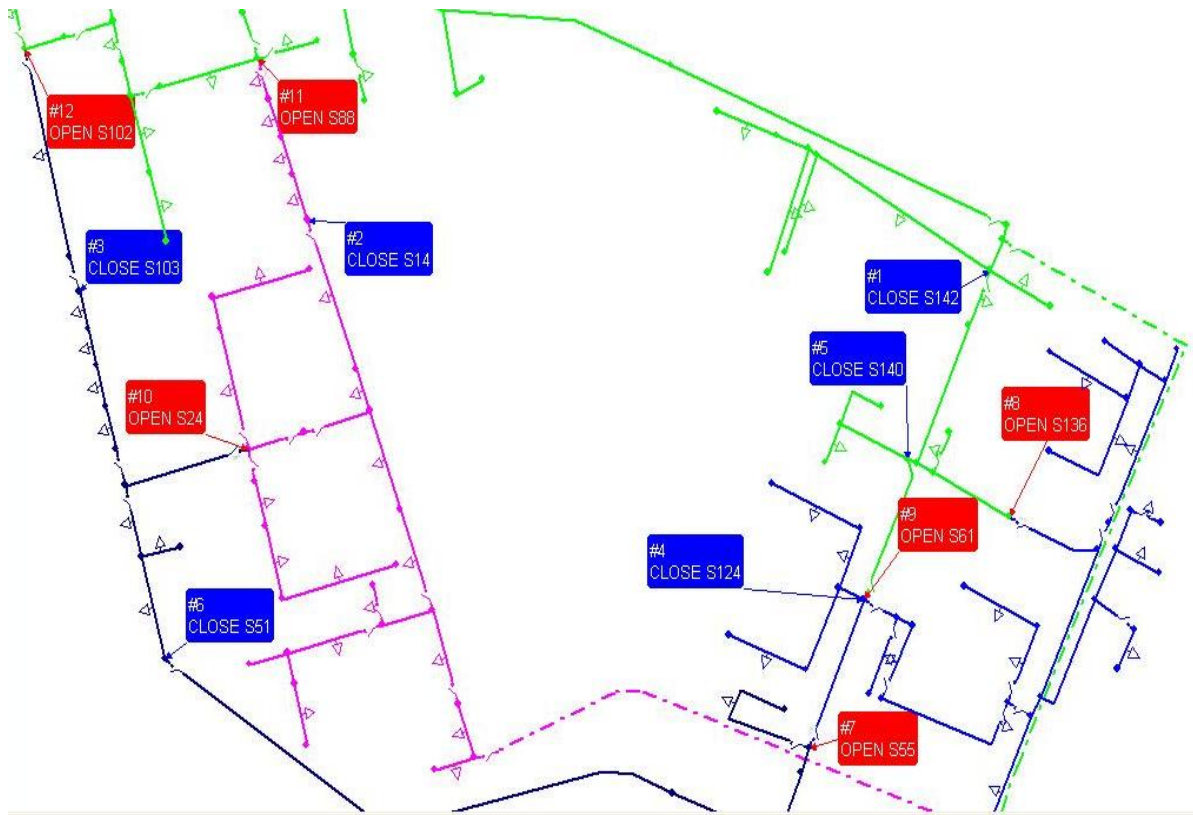 #12
OPEN S102
#11
OPEN S88
#3
CLOSE S103
#2
CLOSE S14
#1
CLOSE S142
#5
CLOSE S140
#10
OPEN S24
#8
OPEN S136
#9
OPEN S61
#4
CLOSE S124
#6
CLOSE S51
#7
OPEN S55